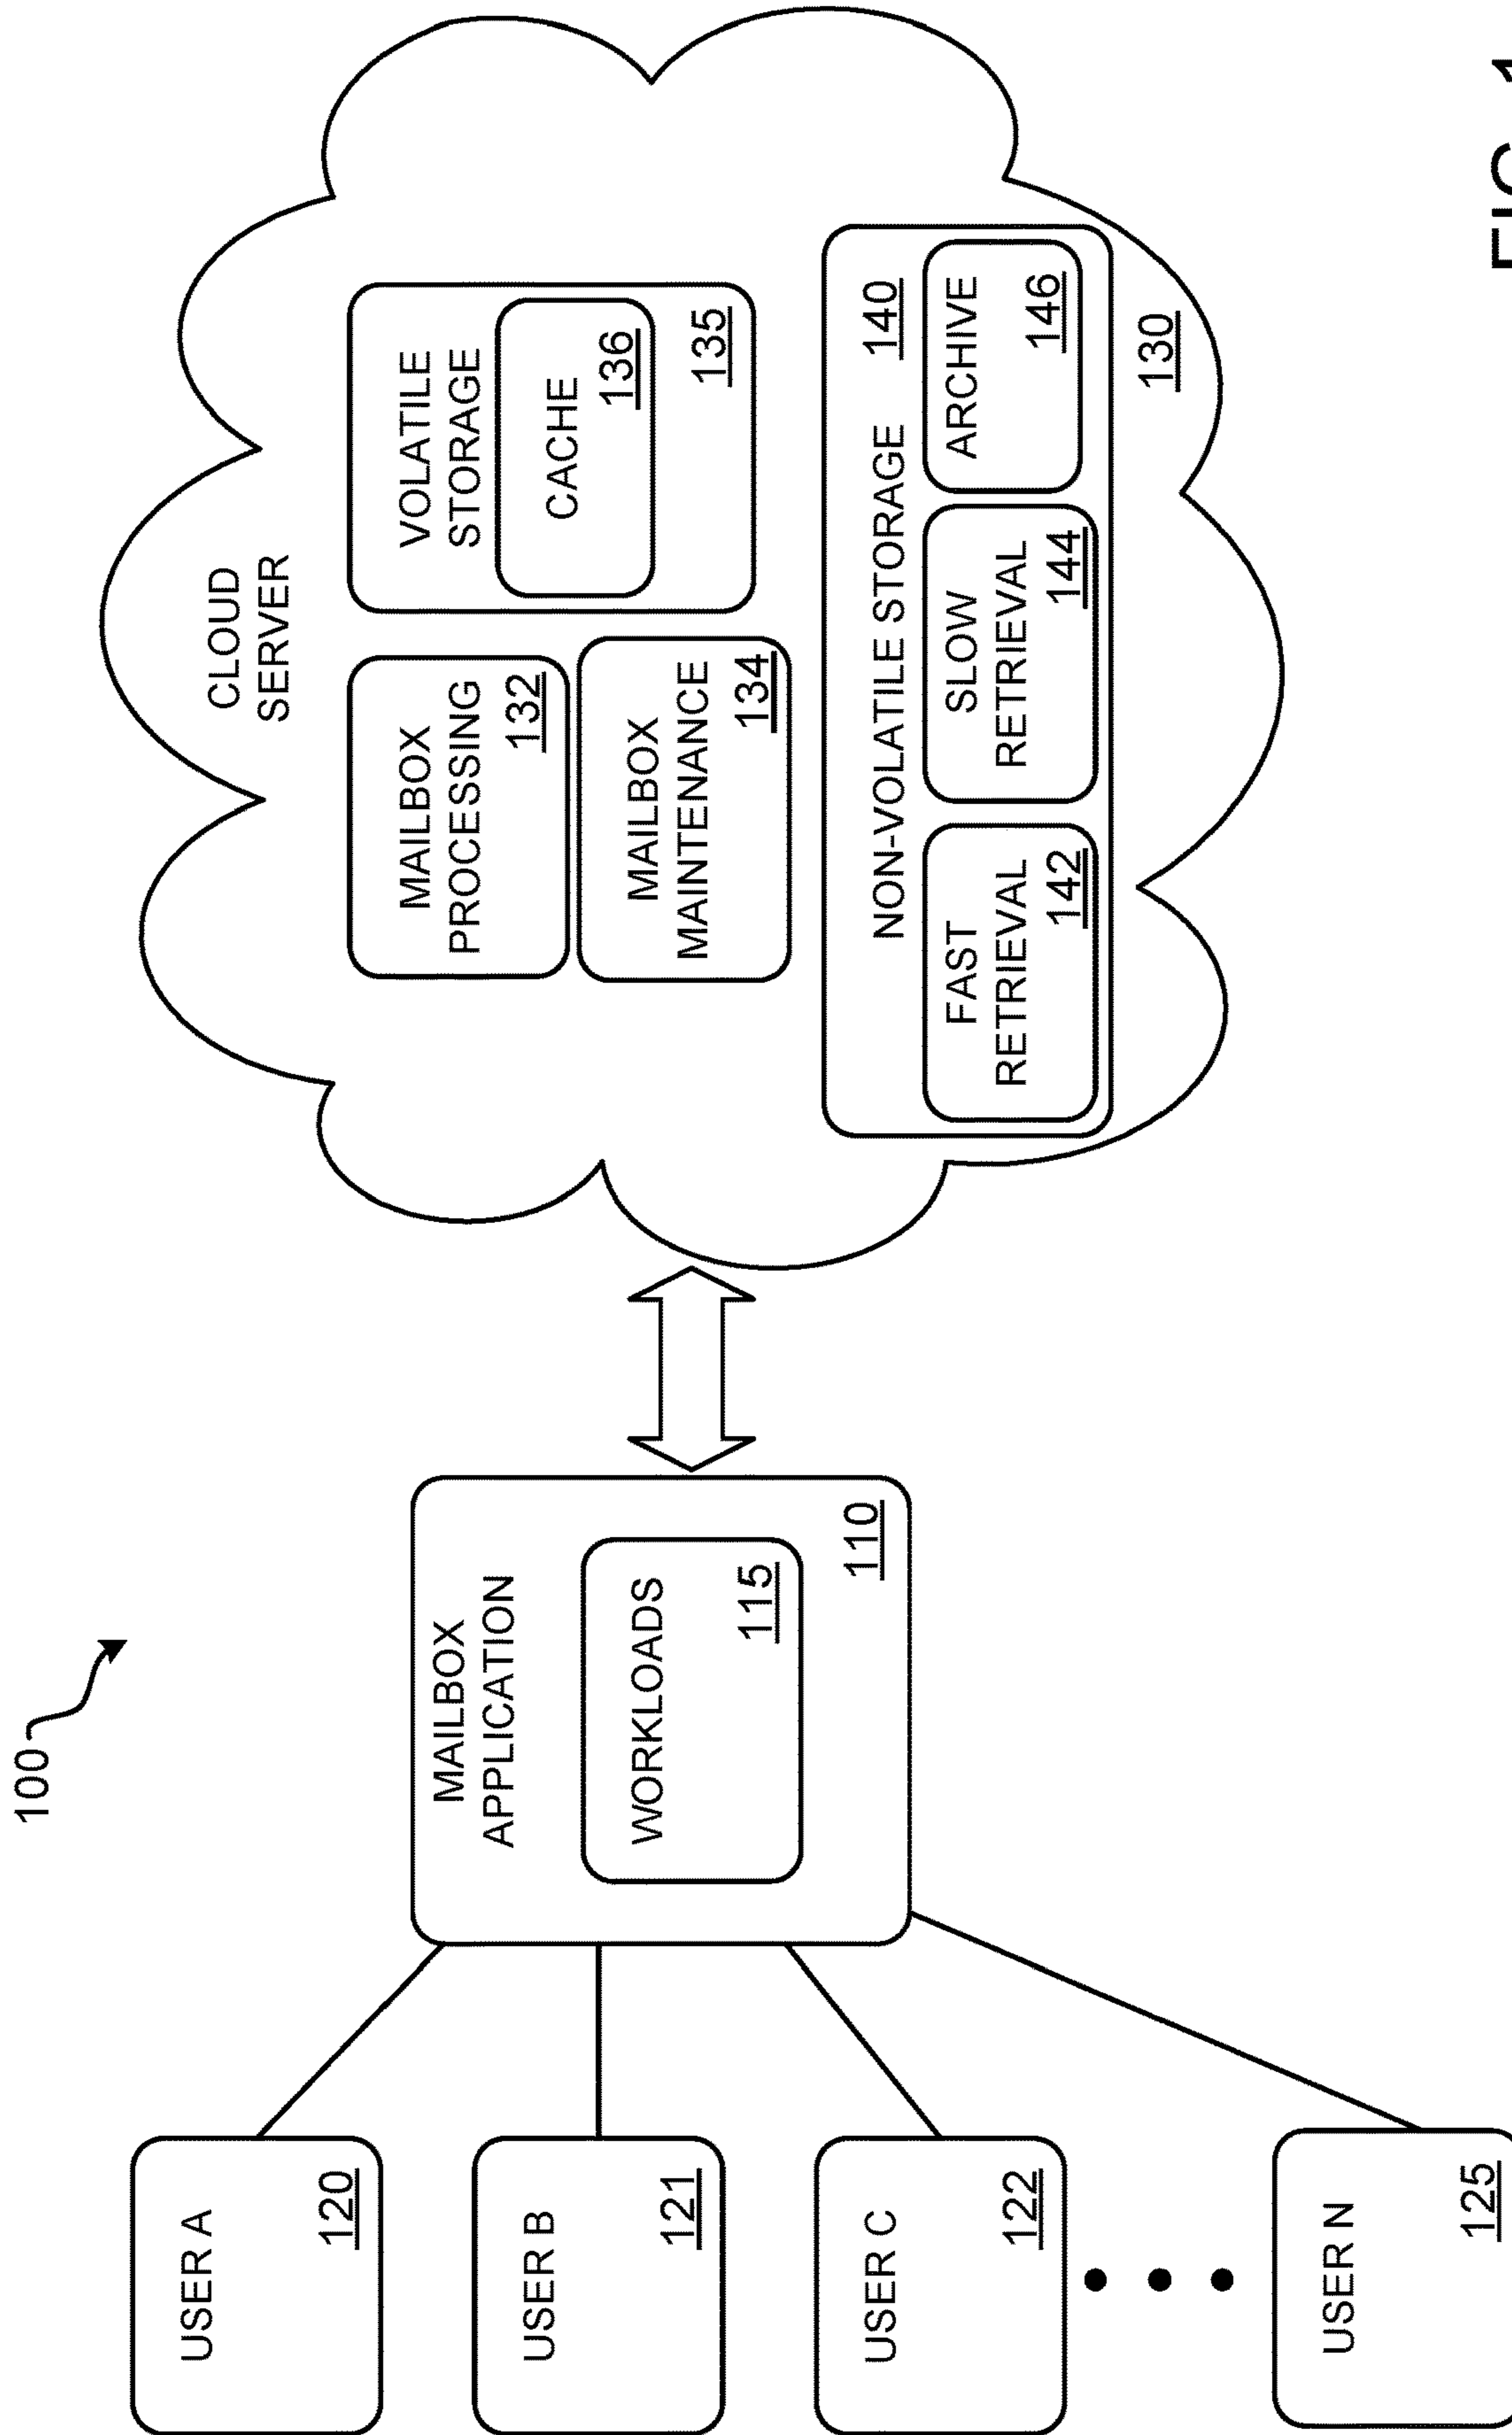 100
USER A
120
USER B
121
USER C
122
USER N
125
MAILBOX
APPLICATION
WORKLOADS
115
110
CLOUD
SERVER
MAILBOX
PROCESSING
132
MAILBOX
MAINTENANCE
134
VOLATILE
STORAGE
CACHE
136
135
NON-VOLATILE STORAGE
140
FAST
RETRIEVAL
142
SLOW
RETRIEVAL
144
ARCHIVE
146
130
FIG. 1